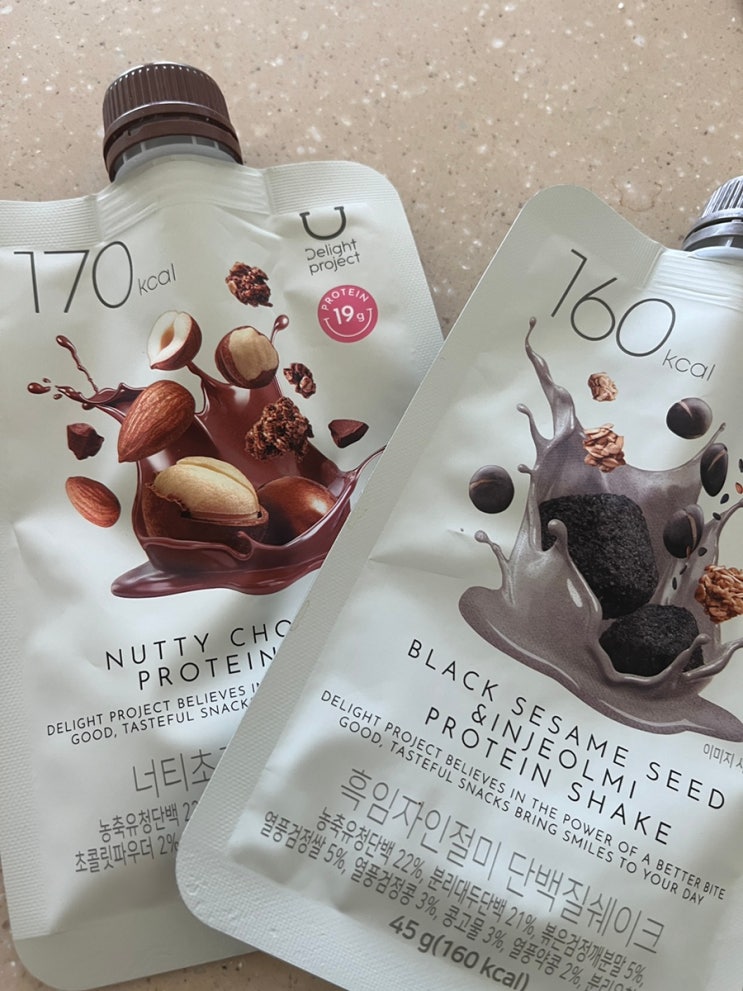 170 kcal
Delight
project
PROTEIN
19g
NUTTY
PROTEIN
DELIGHT PROJECT BELIEVES
GOOD, TASTEFUL
너티초
농축유청단백
초콜릿파우더 2%
160 kcal
BLACK SESAME SEED
&INJEOLMI
PROTEIN SHAKE
DELIGHT PROJECT BELIEVES IN THE POWER OF A BETTER BITE
GOOD, TASTEFUL SNACKS BRING SMILES TO YOUR DAY
이미지
흑임자인절미 단백질쉐이크
농축유청단백 22%, 분리대두단백 21%, 볶은검정깨분말 5%,
열풍검정쌀 5%, 열풍검정콩 3%, 콩고물 3%, 열풍약콩 2%,
45 g(160 kcal)